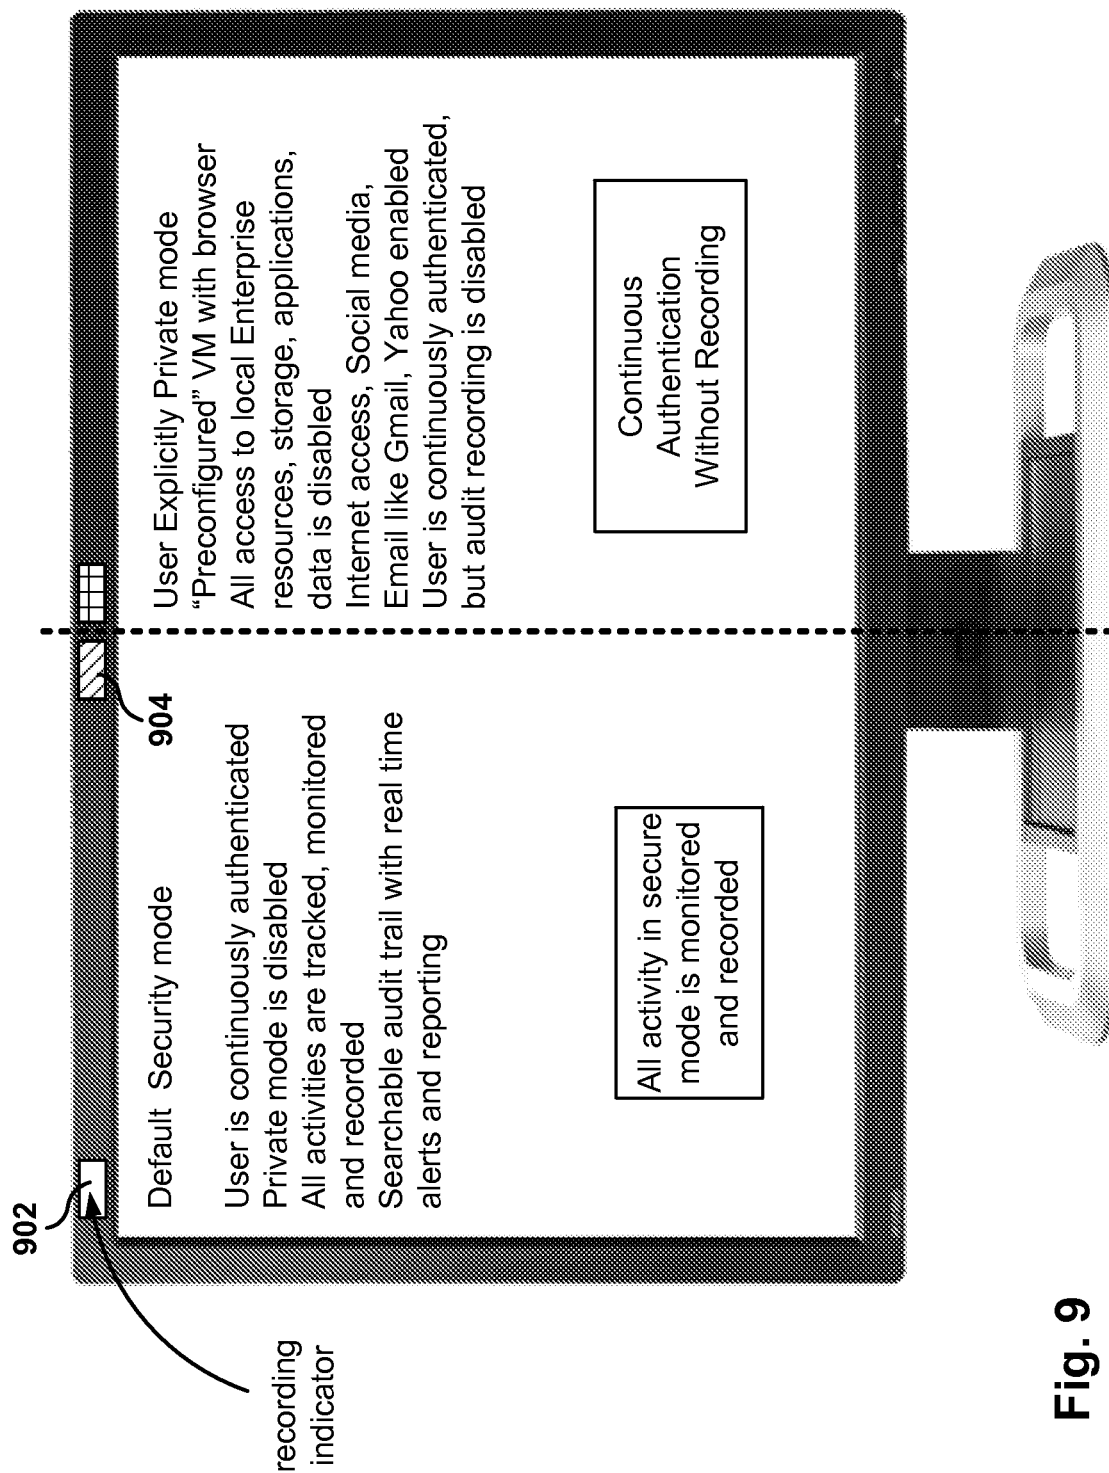 902
904
recording
indicator
Default Security mode
User is continuously authenticated
Private mode is disabled
All activities are tracked, monitored
and recorded
Searchable audit trail with real time
alerts and reporting
All activity in secure
mode is monitored
and recorded
User Explicitly Private mode
“Preconfigured” VM with browser
All access to local Enterprise
resources, storage, applications,
data is disabled
Internet access, Social media,
Email like Gmail, Yahoo enabled
User is continuously authenticated,
but audit recording is disabled
Continuous
Authentication
Without Recording
Fig. 9